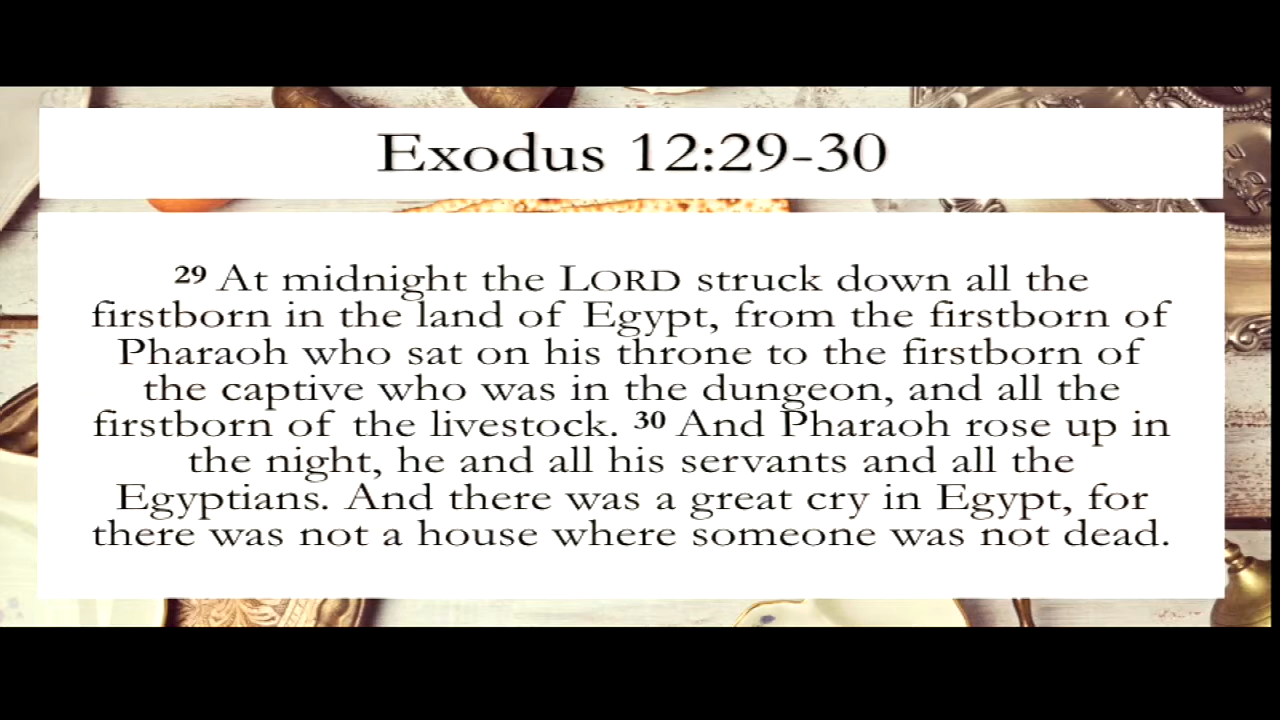 Exodus 12:29-30
29 At midnight the LORD struck down all the
firstborn in the land of Egypt, from the firstborn of
Pharaoh who sat on his throne to the firstborn of
the captive who was in the dungeon, and all the
firstborn of the livestock. 30 And Pharaoh rose up in
the night, he and all his servants and all the
Egyptians. And there was a great cry in Egypt, for
there was not a house where someone was not dead.